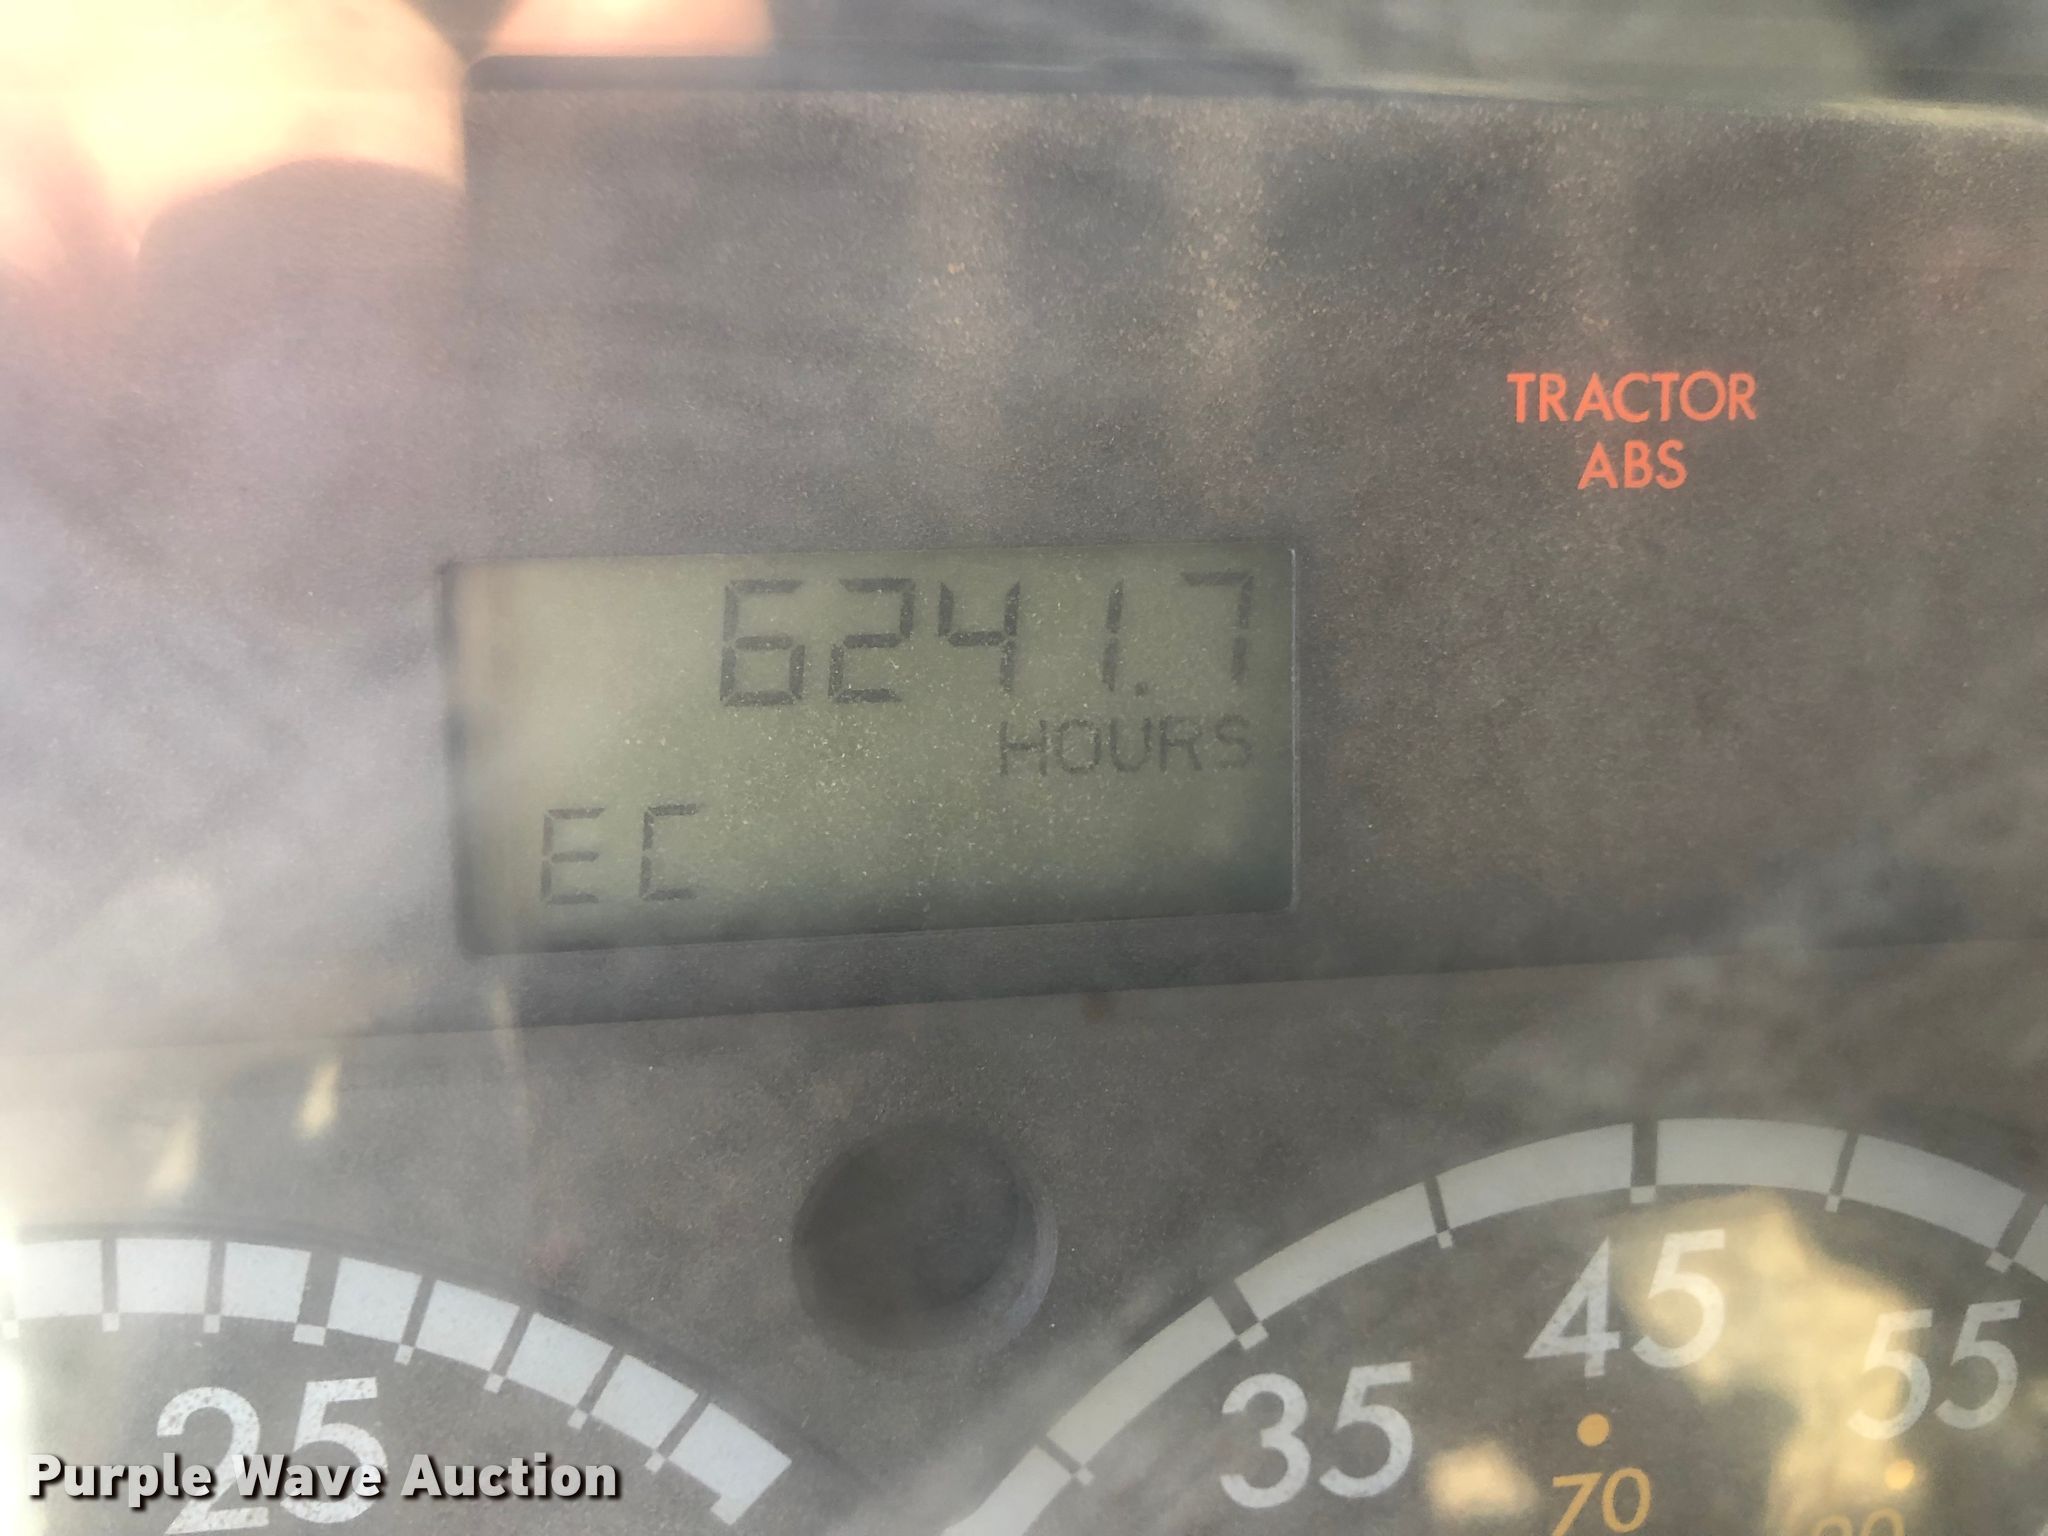 TRACTOR
ABS
6241.7
HOURS
EC
45
55
35
25
70
Purple Wave Auction